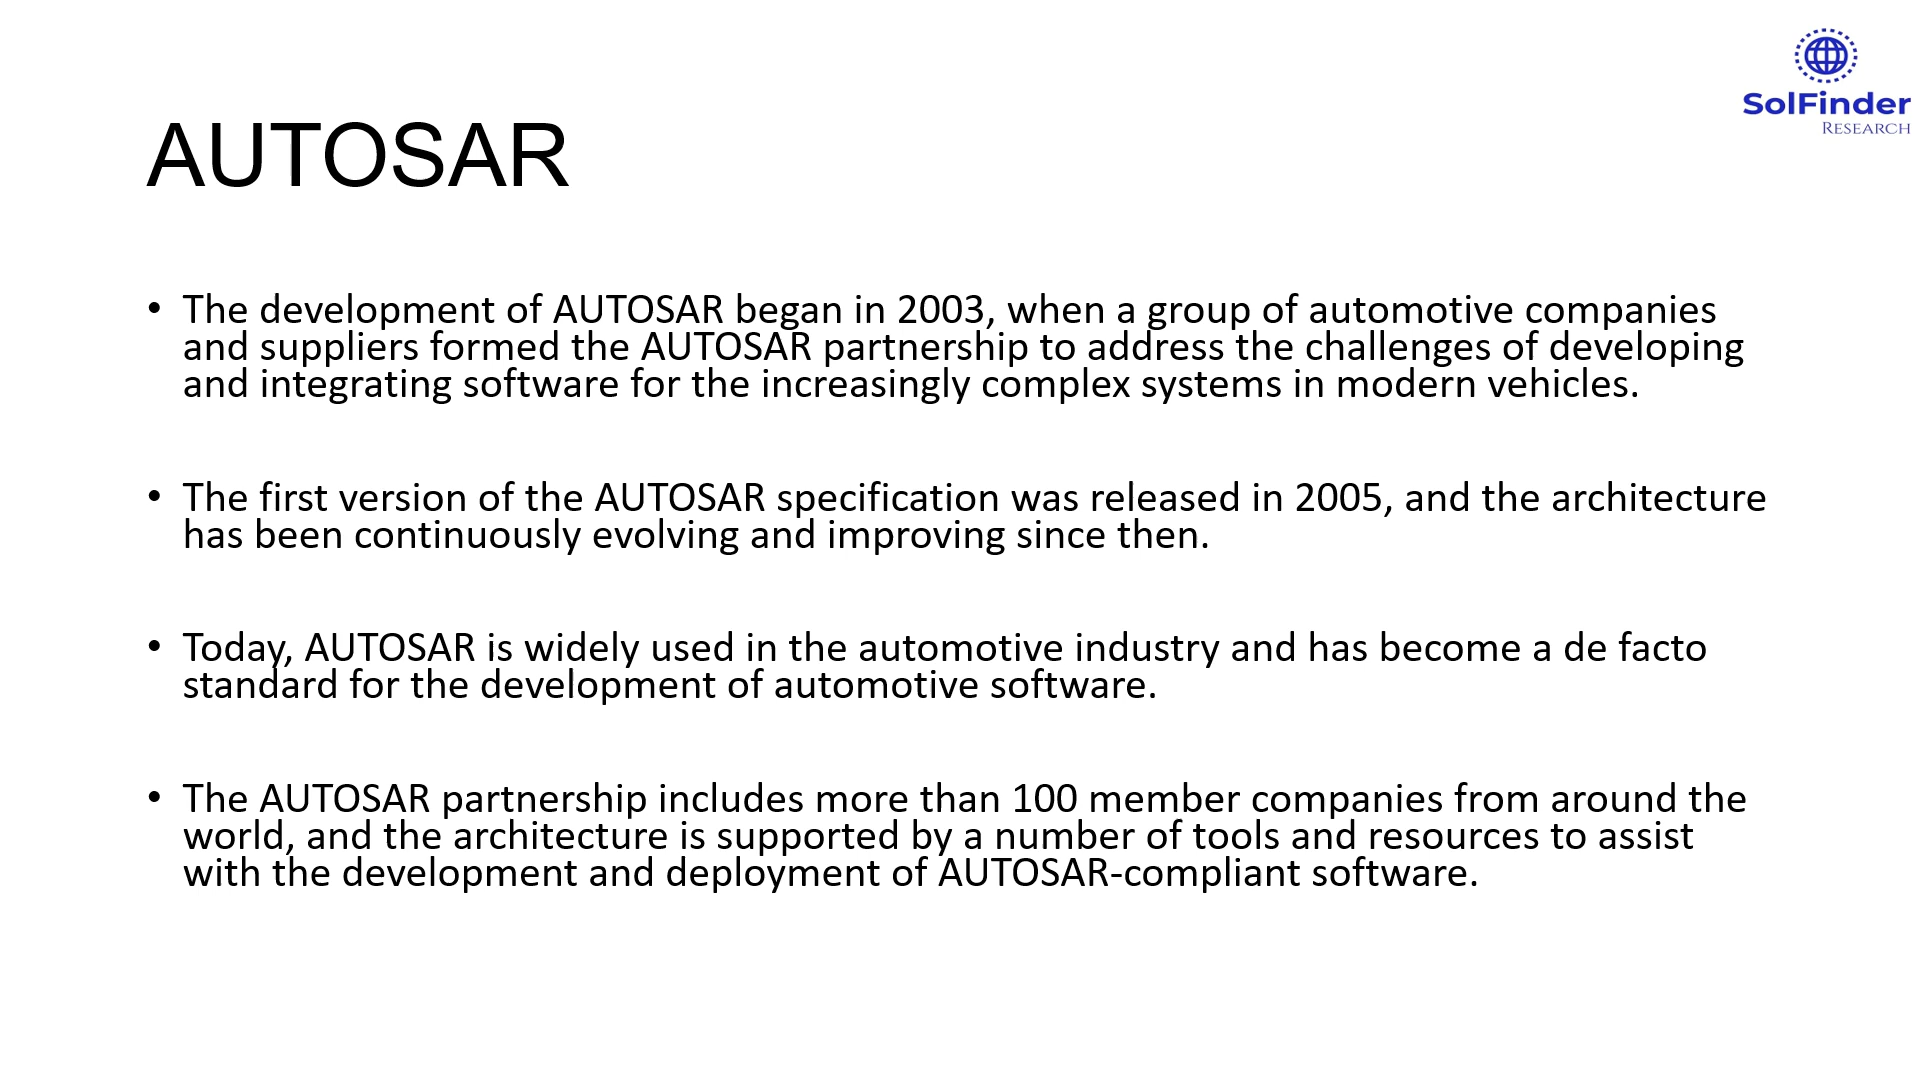 SolFinder
RESEARCH
AUTOSAR
• The development of AUTOSAR began in 2003, when a group of automotive companies
and suppliers formed the AUTOSAR partnership to address the challenges of developing
and integrating software for the increasingly complex systems in modern vehicles.
• The first version of the AUTOSAR specification was released in 2005, and the architecture
has been continuously evolving and improving since then.
• Today, AUTOSAR is widely used in the automotive industry and has become a de facto
standard for the development of automotive software.
• The AUTOSAR partnership includes more than 100 member companies from around the
world, and the architecture is supported by a number of tools and resources to assist
with the development and deployment of AUTOSAR-compliant software.